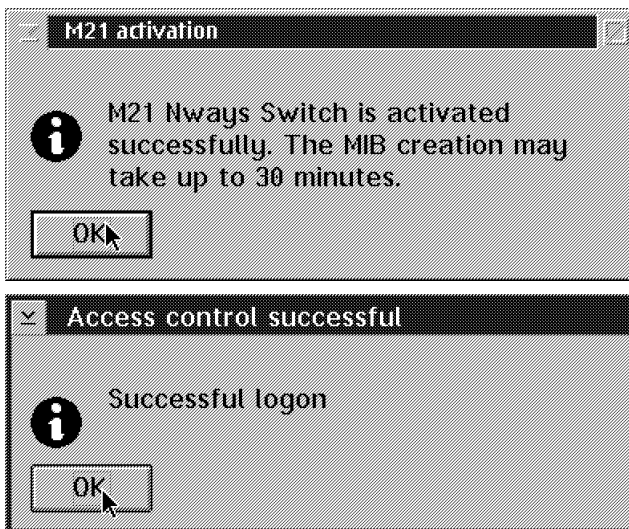 M21 activation
M21 Nways Switch is activated
successfully. The MIB creation may
take up to 30 minutes.
OK
Access control successful
Successful logon
OK